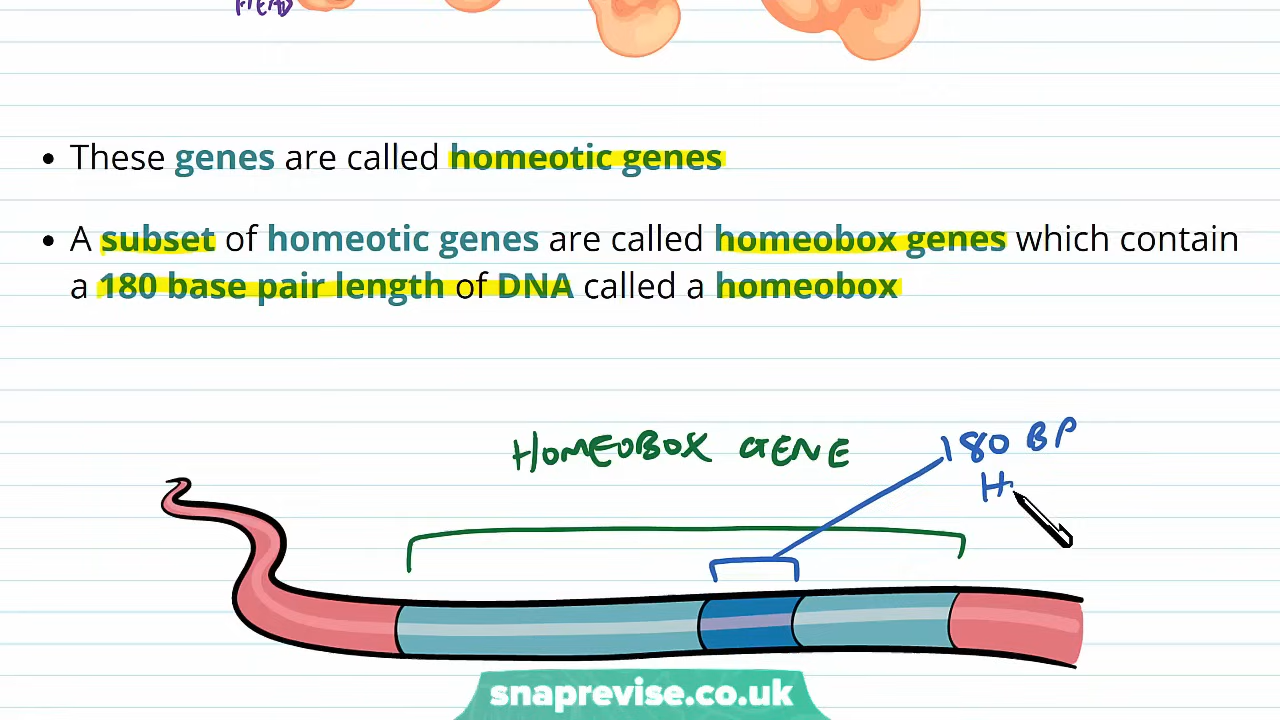 HEAD
These genes are called homeotic genes
A subset of homeotic genes are called homeobox genes which contain
a 180 base pair length of DNA called a homeobox
HOMEOBOX GENE
180 BP
H
snaprevise.co.uk